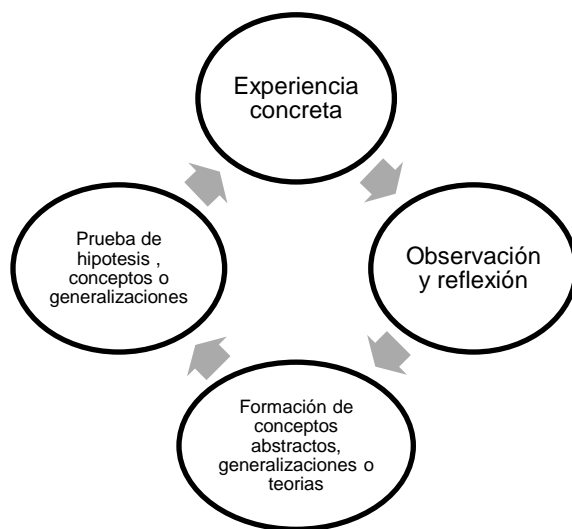 Experiencia
concreta
Observación
y reflexión
Formación de
conceptos
abstractos,
generalizaciones o
teorias
Prueba de
hipotesis ,
conceptos o
generalizaciones